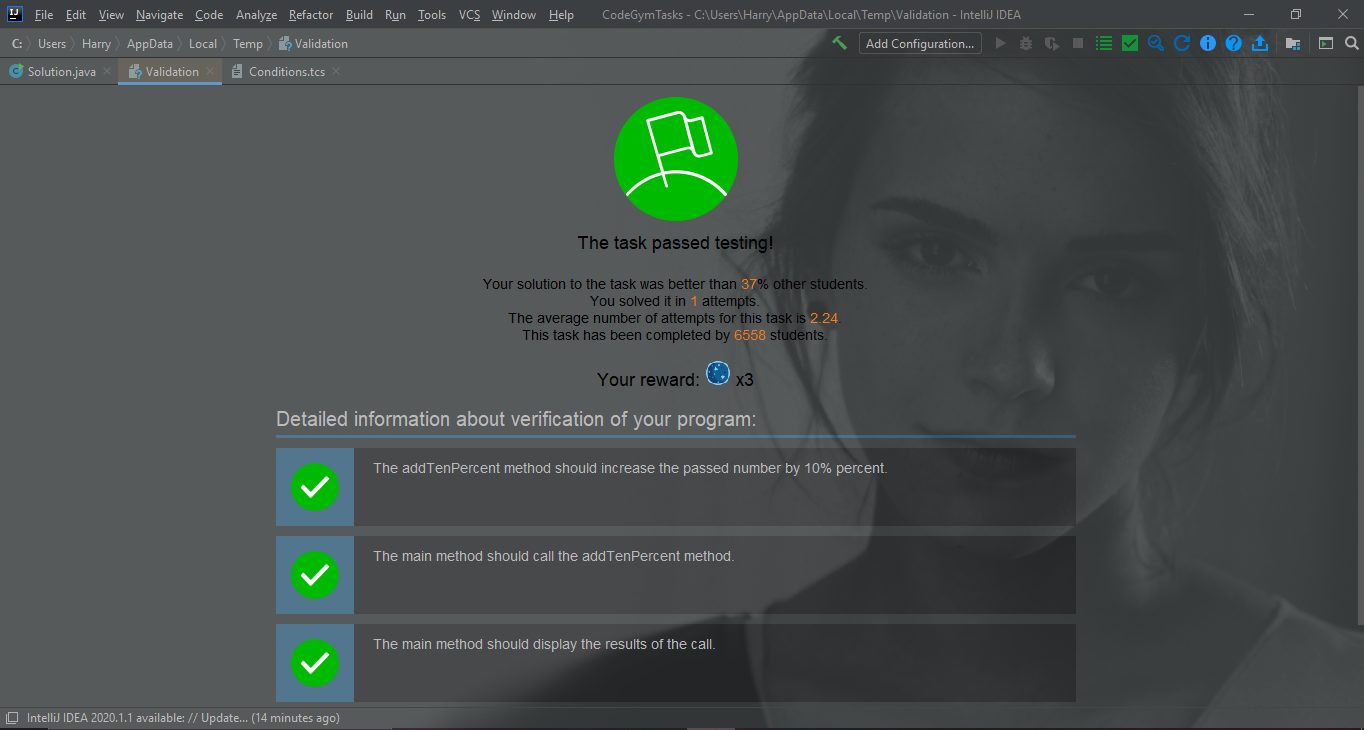 IJ File Edit View Navigate Code Analyze Refactor Build Run Tools VCS Window Help CodeGymTasks - C:\Users\Harry\AppData\Local\Temp\Validation - IntelliJ IDEA
C: Users Harry AppData Local Temp Validation Add Configuration...
Solution.java Validation Conditions.tcs
The task passed testing!
Your solution to the task was better than 37% other students.
You solved it in 1 attempts.
The average number of attempts for this task is 2.24.
This task has been completed by 6558 students.
Your reward: x3
Detailed information about verification of your program:
The addTenPercent method should increase the passed number by 10% percent.
The main method should call the addTenPercent method.
The main method should display the results of the call.
IntelliJ IDEA 2020.1.1 available: // Update... (14 minutes ago)